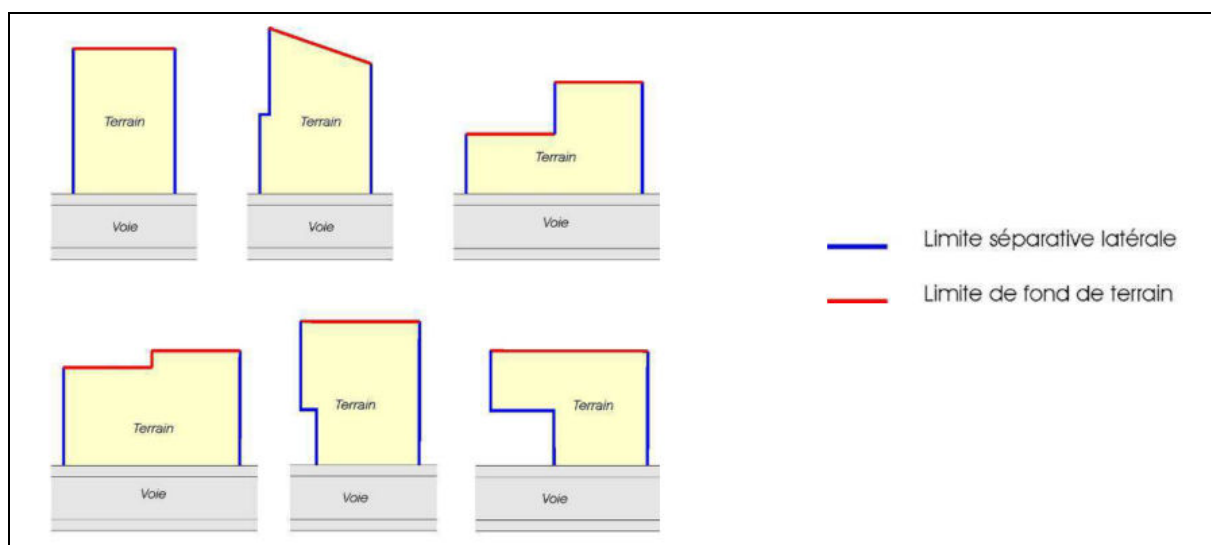 Terrain
Terrain
Terrain
Voie
Voie
Voie
Limite séparative latérale
Limite de fond de terrain
Terrain
Terrain
Terrain
Voie
Voie
Voie